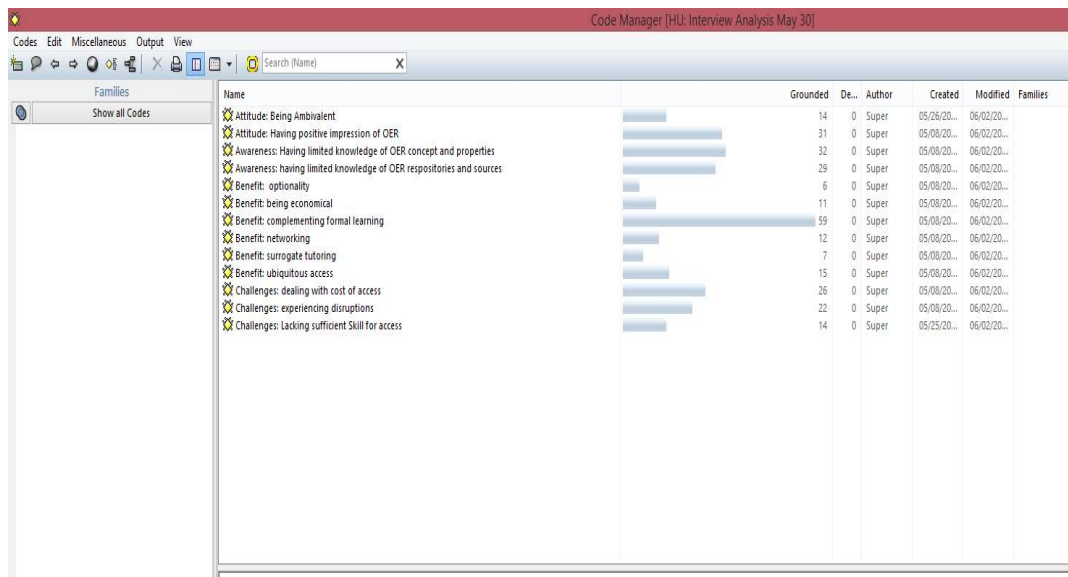 Code Manager [HU: Interview Analysis May 30]
Codes Edit Miscellaneous Output View
Search (Name) X
Families
Show all Codes
Name Grounded De... Author Created Modified Families
Attitude: Being Ambivalent 14 0 Super 05/26/20... 06/02/20...
Attitude: Having positive impression of OER 31 0 Super 05/08/20... 06/02/20...
Awareness: Having limited knowledge of OER concept and properties 32 0 Super 05/08/20... 06/02/20...
Awareness: having limited knowledge of OER respositories and sources 29 0 Super 05/08/20... 06/02/20...
Benefit: optionality 6 0 Super 05/08/20... 06/02/20...
Benefit: being economical 11 0 Super 05/08/20... 06/02/20...
Benefit: complementing formal learning 59 0 Super 05/08/20... 06/02/20...
Benefit: networking 12 0 Super 05/08/20... 06/02/20...
Benefit: surrogate tutoring 7 0 Super 05/08/20... 06/02/20...
Benefit: ubiquitous access 15 0 Super 05/08/20... 06/02/20...
Challenges: dealing with cost of access 26 0 Super 05/08/20... 06/02/20...
Challenges: experiencing disruptions 22 0 Super 05/08/20... 06/02/20...
Challenges: Lacking sufficient Skill for access 14 0 Super 05/25/20... 06/02/20...